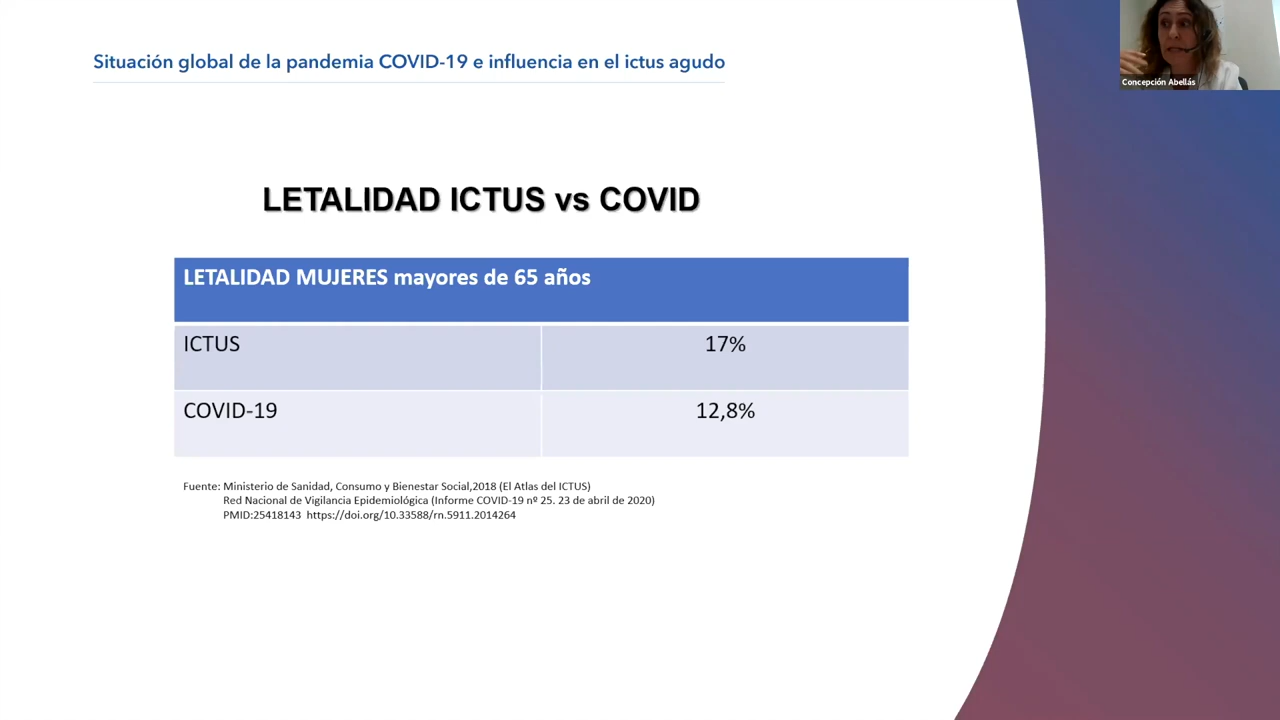 Situación global de la pandemia COVID-19 e influencia en el ictus agudo
Concepción Abellás
LETALIDAD ICTUS vs COVID
LETALIDAD MUJERES mayores de 65 años
ICTUS 17%
COVID-19 12,8%
Fuente: Ministerio de Sanidad, Consumo y Bienestar Social,2018 (El Atlas del ICTUS)
Red Nacional de Vigilancia Epidemiológica (Informe COVID-19 nº 25. 23 de abril de 2020)
PMID:25418143 https://doi.org/10.33588/rn.5911.2014264